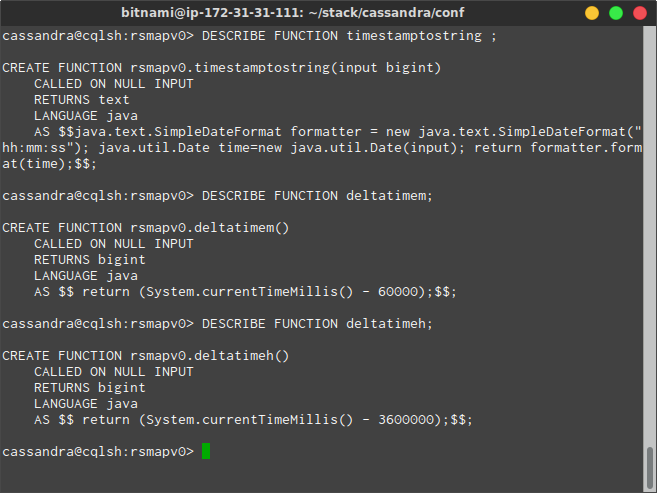 bitnami@ip-172-31-31-111: ~/stack/cassandra/conf
cassandra@cqlsh:rsmapv0> DESCRIBE FUNCTION timestamptostring ;
CREATE FUNCTION rsmapv0.timestamptostring(input bigint)
    CALLED ON NULL INPUT
    RETURNS text
    LANGUAGE java
    AS $$java.text.SimpleDateFormat formatter = new java.text.SimpleDateFormat("
hh:mm:ss"); java.util.Date time=new java.util.Date(input); return formatter.form
at(time);$$;
cassandra@cqlsh:rsmapv0> DESCRIBE FUNCTION deltatimem;
CREATE FUNCTION rsmapv0.deltatimem()
    CALLED ON NULL INPUT
    RETURNS bigint
    LANGUAGE java
    AS $$ return (System.currentTimeMillis() - 60000);$$;
cassandra@cqlsh:rsmapv0> DESCRIBE FUNCTION deltatimeh;
CREATE FUNCTION rsmapv0.deltatimeh()
    CALLED ON NULL INPUT
    RETURNS bigint
    LANGUAGE java
    AS $$ return (System.currentTimeMillis() - 3600000);$$;
cassandra@cqlsh:rsmapv0>